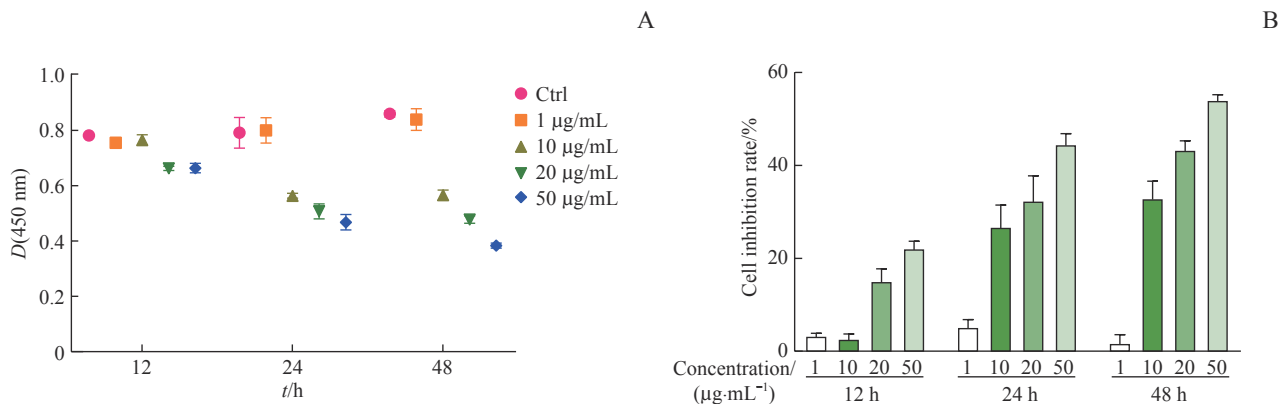 A
1.0
0.8
0.6
0.4
0.2
0
D(450 nm)
12 24 48
t/h
Ctrl
1 µg/mL
10 µg/mL
20 µg/mL
50 µg/mL
B
60
40
20
0
Cell inhibition rate/%
Concentration/ 1 10 20 50 1 10 20 50 1 10 20 50
(µg·mL⁻¹) 12 h 24 h 48 h